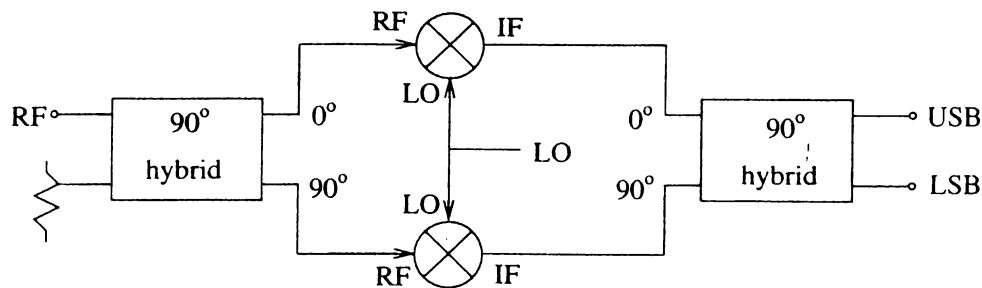 RF IF
LO
RF 90° 0° 0° 90° USB
LO
hybrid 90° 90° hybrid LSB
LO
RF IF